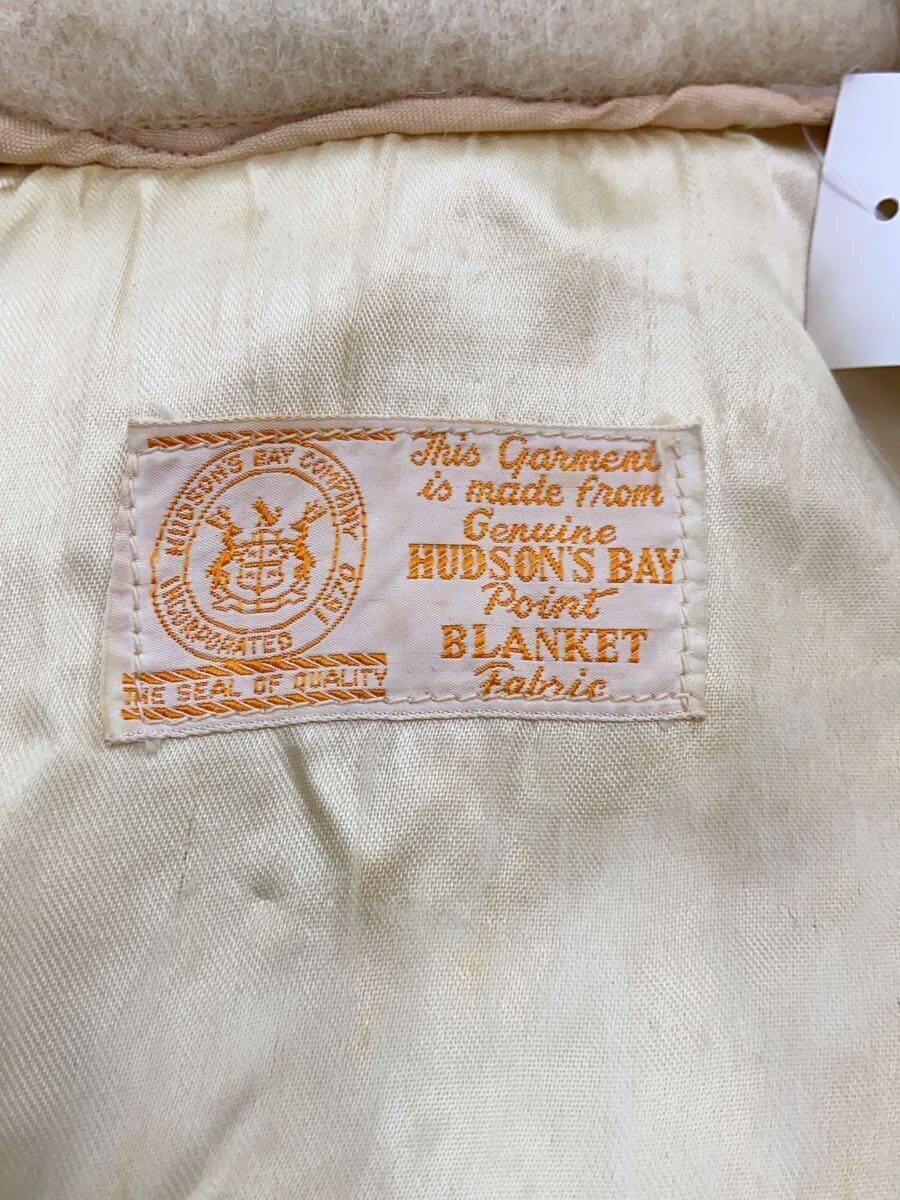 HUDSON'S BAY COMPANY
INCORPORATED 1670
THE SEAL OF QUALITY
This Garment
is made from
Genuine
HUDSON'S BAY
Point
BLANKET
Fabric